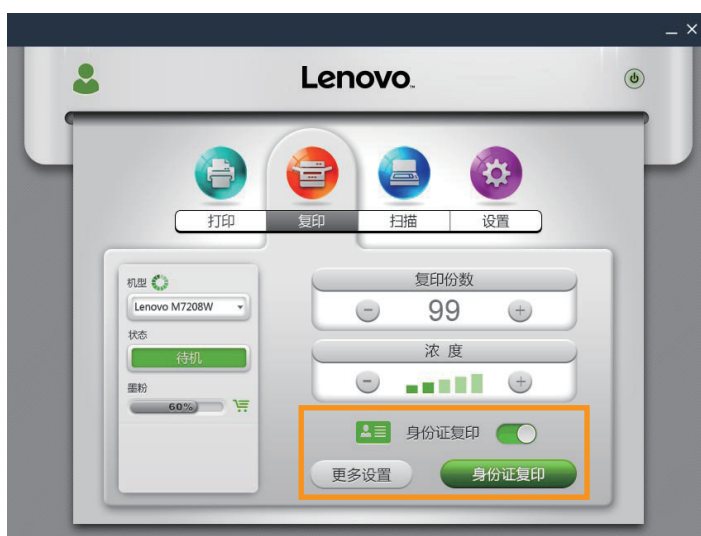 Lenovo
打印 复印 扫描 设置
机型
Lenovo M7208W
状态
待机
墨粉
60%
复印份数
99
浓 度
身份证复印
更多设置 身份证复印